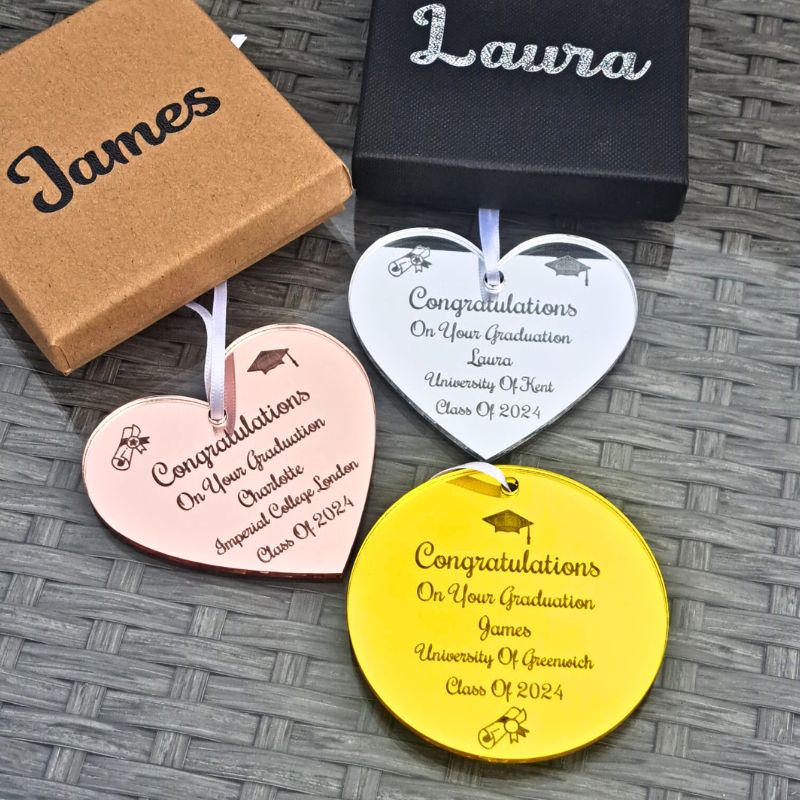 James
Laura
Congratulations
On Your Graduation
Laura
University Of Kent
Class Of 2024
Congratulations
On Your Graduation
Charlotte
Imperial College London
Class Of 2024
Congratulations
On Your Graduation
James
University Of Greenwich
Class Of 2024